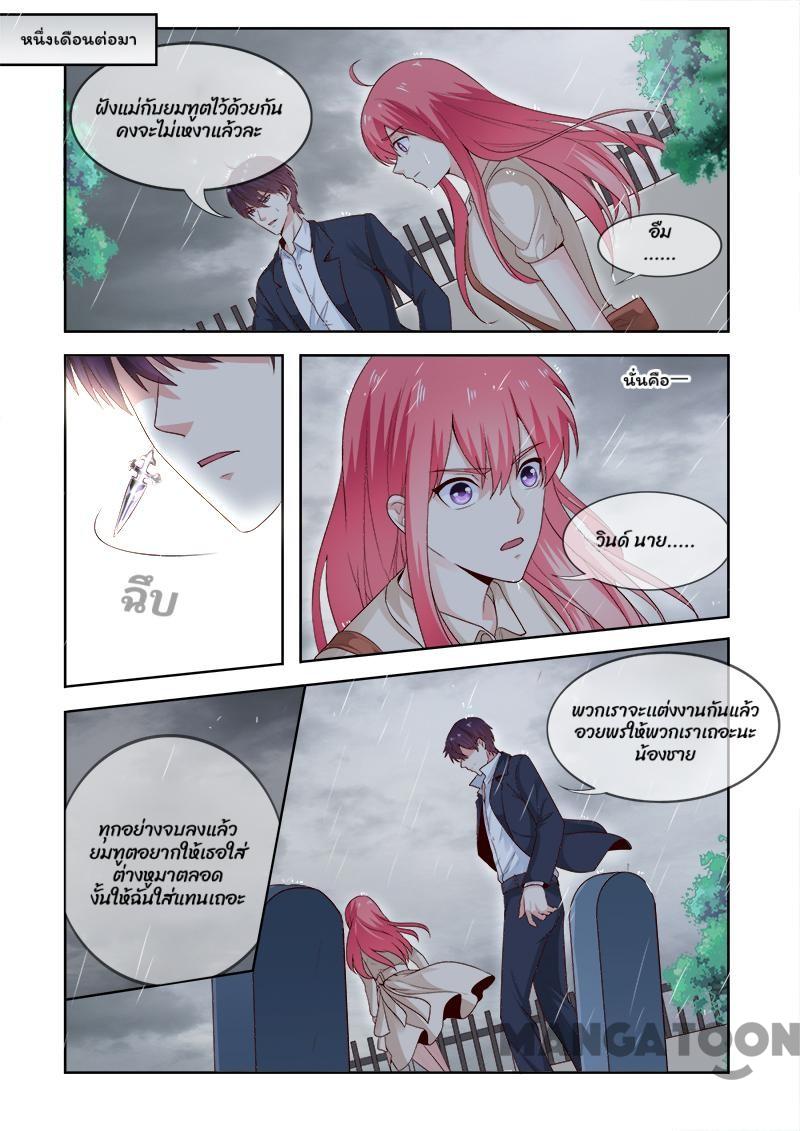 หนึ่งเดือนต่อมา
ฝังแม่กับยมทูตไว้ด้วยกัน
คงจะไม่เหงาแล้วละ
อืม
......
นั่นคือ—
วินด์ นาย.....
ฉึบ
พวกเราจะแต่งงานกันแล้ว
อวยพรให้พวกเราเถอะนะ
น้องชาย
ทุกอย่างจบลงแล้ว
ยมทูตอยากให้เธอใส่
ต่างหูมาตลอด
งั้นให้ฉันใส่แทนเถอะ
MANGATOON